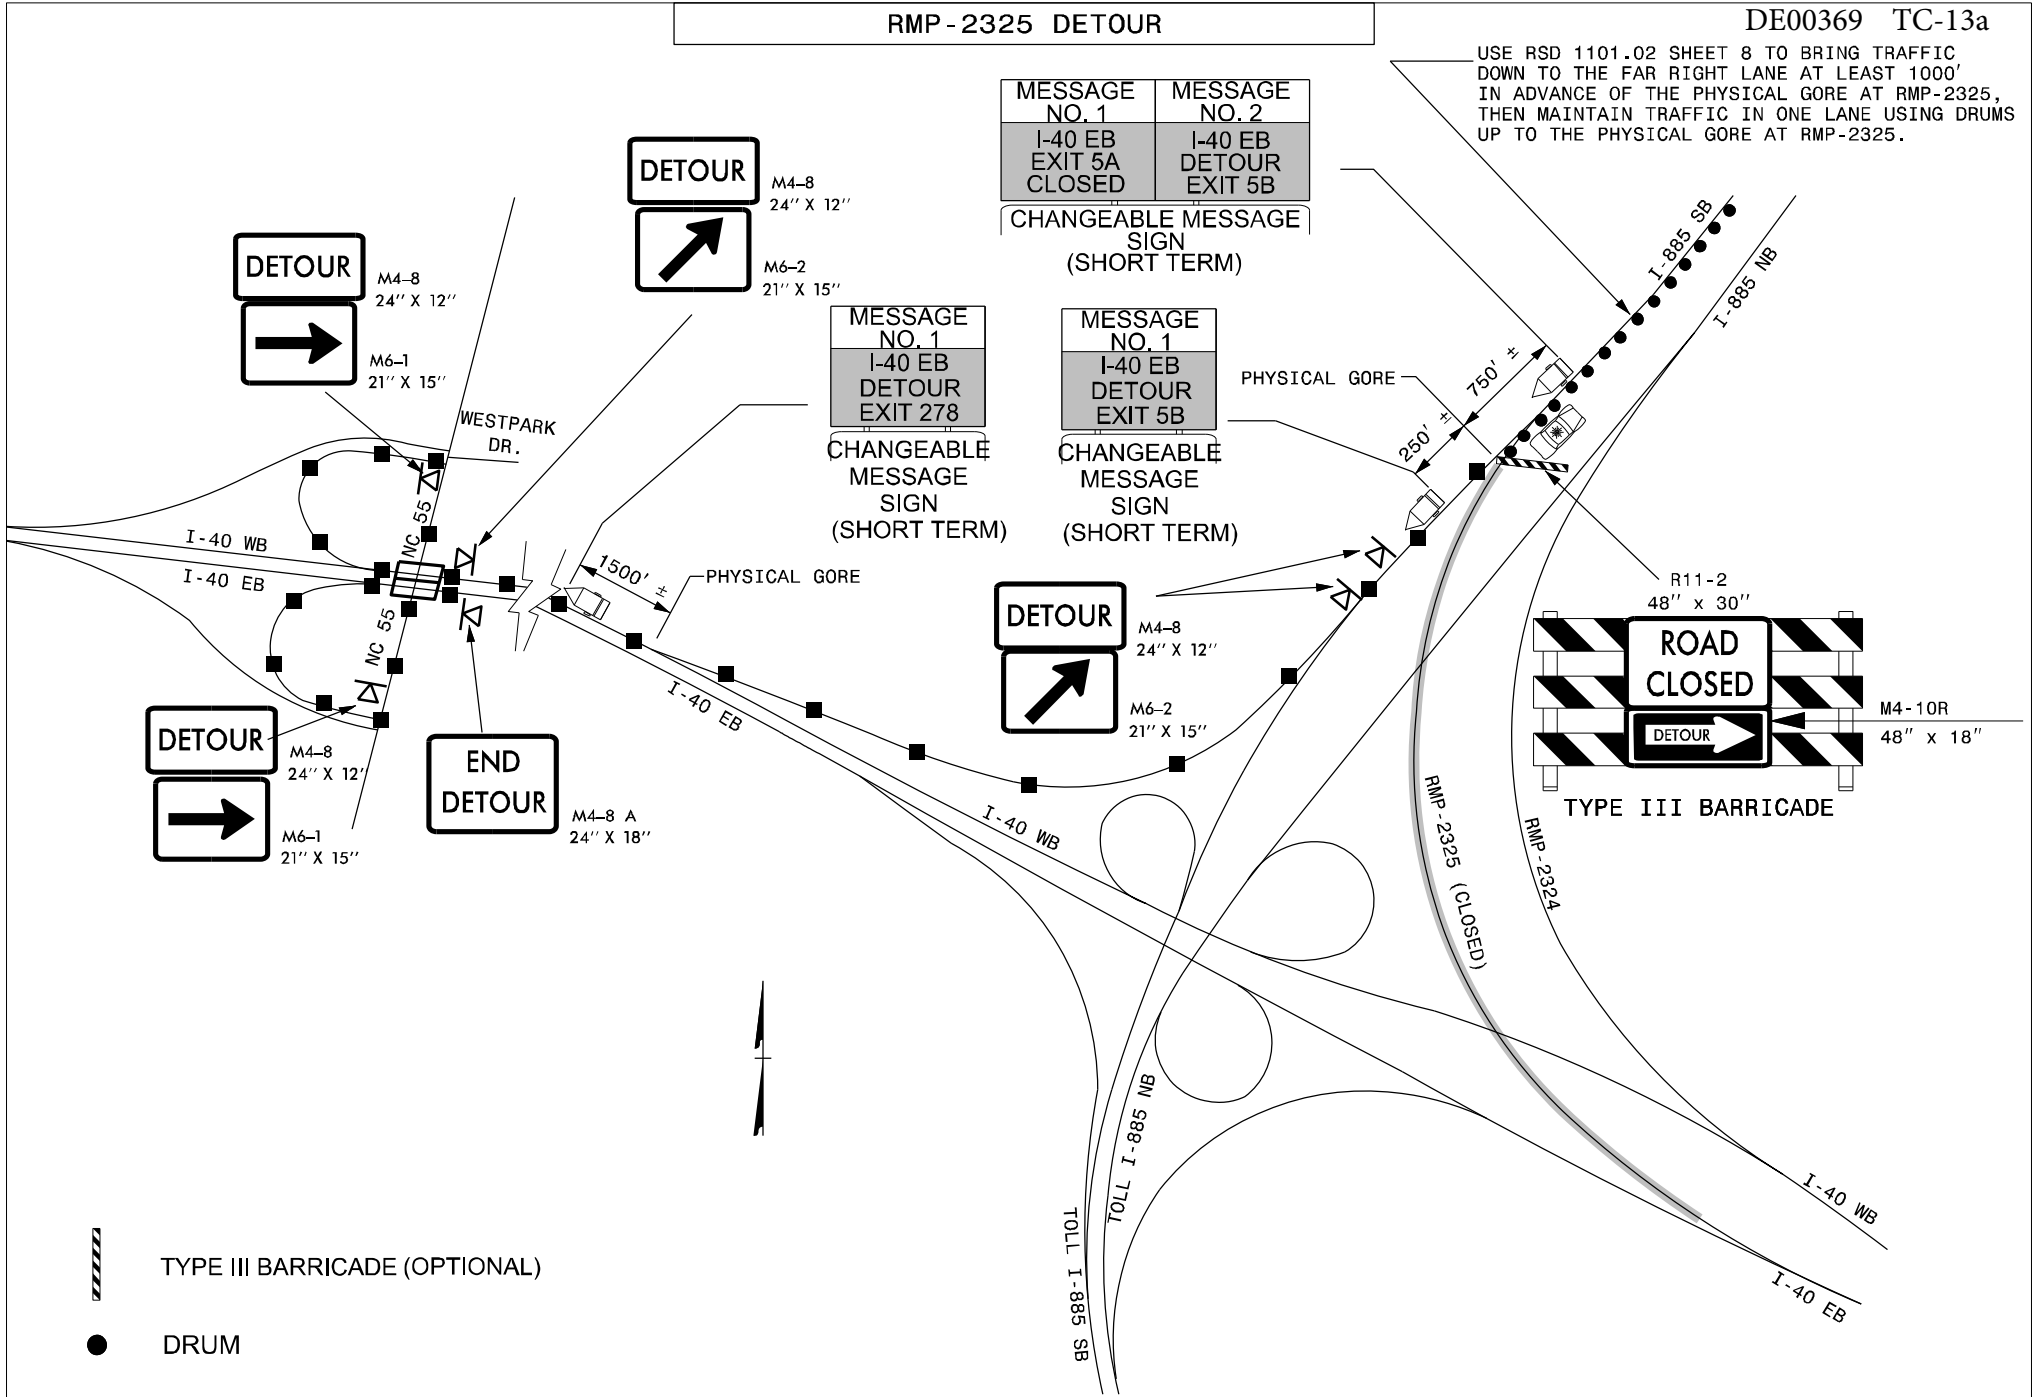 RMP-2325 DETOUR
DE00369 TC-13a
USE RSD 1101.02 SHEET 8 TO BRING TRAFFIC
DOWN TO THE FAR RIGHT LANE AT LEAST 1000'
IN ADVANCE OF THE PHYSICAL GORE AT RMP-2325,
THEN MAINTAIN TRAFFIC IN ONE LANE USING DRUMS
UP TO THE PHYSICAL GORE AT RMP-2325.
MESSAGE
NO. 1
I-40 EB
EXIT 5A
CLOSED
MESSAGE
NO. 2
I-40 EB
DETOUR
EXIT 5B
CHANGEABLE MESSAGE
SIGN
(SHORT TERM)
DETOUR
M4-8
24" X 12"
M6-2
21" X 15"
DETOUR
M4-8
24" X 12"
M6-1
21" X 15"
MESSAGE
NO. 1
I-40 EB
DETOUR
EXIT 278
CHANGEABLE
MESSAGE
SIGN
(SHORT TERM)
MESSAGE
NO. 1
I-40 EB
DETOUR
EXIT 5B
CHANGEABLE
MESSAGE
SIGN
(SHORT TERM)
I-885 SB
I-885 NB
750' ±
250' ±
PHYSICAL GORE
WESTPARK
DR.
NC 55
I-40 WB
I-40 EB
NC 55
1500' ±
PHYSICAL GORE
I-40 EB
DETOUR
M4-8
24" X 12"
M6-2
21" X 15"
R11-2
48" x 30"
ROAD
CLOSED
DETOUR
M4-10R
48" x 18"
TYPE III BARRICADE
DETOUR
M4-8
24" X 12"
M6-1
21" X 15"
END
DETOUR
M4-8 A
24" X 18"
I-40 WB
RMP-2325 (CLOSED)
RMP-2324
TOLL I-885 NB
TOLL I-885 SB
I-40 WB
I-40 EB
TYPE III BARRICADE (OPTIONAL)
DRUM